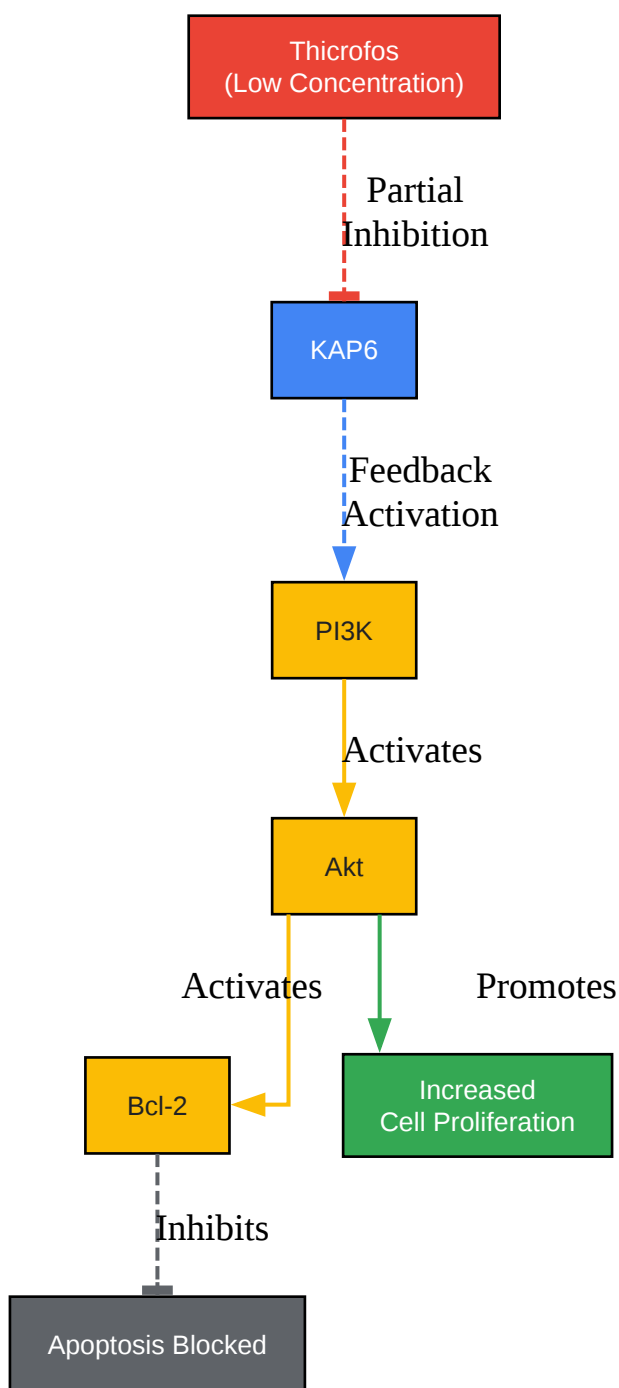 Thicrofos
(Low Concentration)
Partial
Inhibition
KAP6
Feedback
Activation
PI3K
Activates
Akt
Activates
Promotes
Bcl-2
Increased
Cell Proliferation
Inhibits
Apoptosis Blocked